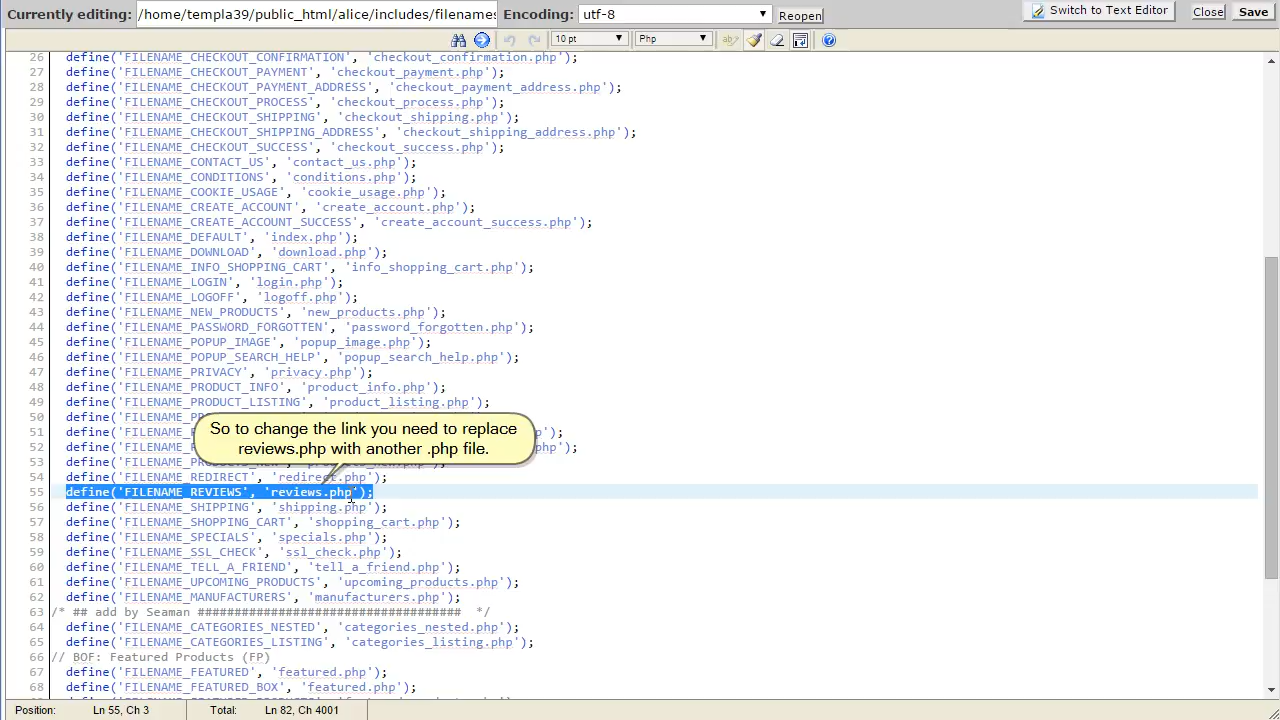 Currently editing: /home/templa39/public_html/alice/includes/filenames Encoding: utf-8 Reopen Switch to Text Editor Close Save
10 pt Php
26 define('FILENAME_CHECKOUT_CONFIRMATION', 'checkout_confirmation.php');
27 define('FILENAME_CHECKOUT_PAYMENT', 'checkout_payment.php');
28 define('FILENAME_CHECKOUT_PAYMENT_ADDRESS', 'checkout_payment_address.php');
29 define('FILENAME_CHECKOUT_PROCESS', 'checkout_process.php');
30 define('FILENAME_CHECKOUT_SHIPPING', 'checkout_shipping.php');
31 define('FILENAME_CHECKOUT_SHIPPING_ADDRESS', 'checkout_shipping_address.php');
32 define('FILENAME_CHECKOUT_SUCCESS', 'checkout_success.php');
33 define('FILENAME_CONTACT_US', 'contact_us.php');
34 define('FILENAME_CONDITIONS', 'conditions.php');
35 define('FILENAME_COOKIE_USAGE', 'cookie_usage.php');
36 define('FILENAME_CREATE_ACCOUNT', 'create_account.php');
37 define('FILENAME_CREATE_ACCOUNT_SUCCESS', 'create_account_success.php');
38 define('FILENAME_DEFAULT', 'index.php');
39 define('FILENAME_DOWNLOAD', 'download.php');
40 define('FILENAME_INFO_SHOPPING_CART', 'info_shopping_cart.php');
41 define('FILENAME_LOGIN', 'login.php');
42 define('FILENAME_LOGOFF', 'logoff.php');
43 define('FILENAME_NEW_PRODUCTS', 'new_products.php');
44 define('FILENAME_PASSWORD_FORGOTTEN', 'password_forgotten.php');
45 define('FILENAME_POPUP_IMAGE', 'popup_image.php');
46 define('FILENAME_POPUP_SEARCH_HELP', 'popup_search_help.php');
47 define('FILENAME_PRIVACY', 'privacy.php');
48 define('FILENAME_PRODUCT_INFO', 'product_info.php');
49 define('FILENAME_PRODUCT_LISTING', 'product_listing.php');
50 define('FILENAME_PR
So to change the link you need to replace
reviews.php with another .php file.
51 define('FILENAME_P p');
52 define('FILENAME_P php');
53 define('FILENAME_PRODUCTS_NEW', 'products_new.php');
54 define('FILENAME_REDIRECT', 'redirect.php');
55 define('FILENAME_REVIEWS', 'reviews.php');
56 define('FILENAME_SHIPPING', 'shipping.php');
57 define('FILENAME_SHOPPING_CART', 'shopping_cart.php');
58 define('FILENAME_SPECIALS', 'specials.php');
59 define('FILENAME_SSL_CHECK', 'ssl_check.php');
60 define('FILENAME_TELL_A_FRIEND', 'tell_a_friend.php');
61 define('FILENAME_UPCOMING_PRODUCTS', 'upcoming_products.php');
62 define('FILENAME_MANUFACTURERS', 'manufacturers.php');
63 /* ## add by Seaman #################################### */
64 define('FILENAME_CATEGORIES_NESTED', 'categories_nested.php');
65 define('FILENAME_CATEGORIES_LISTING', 'categories_listing.php');
66 // BOF: Featured Products (FP)
67 define('FILENAME_FEATURED', 'featured.php');
68 define('FILENAME_FEATURED_BOX', 'featured.php');
Position: Ln 55, Ch 3 Total: Ln 82, Ch 4001